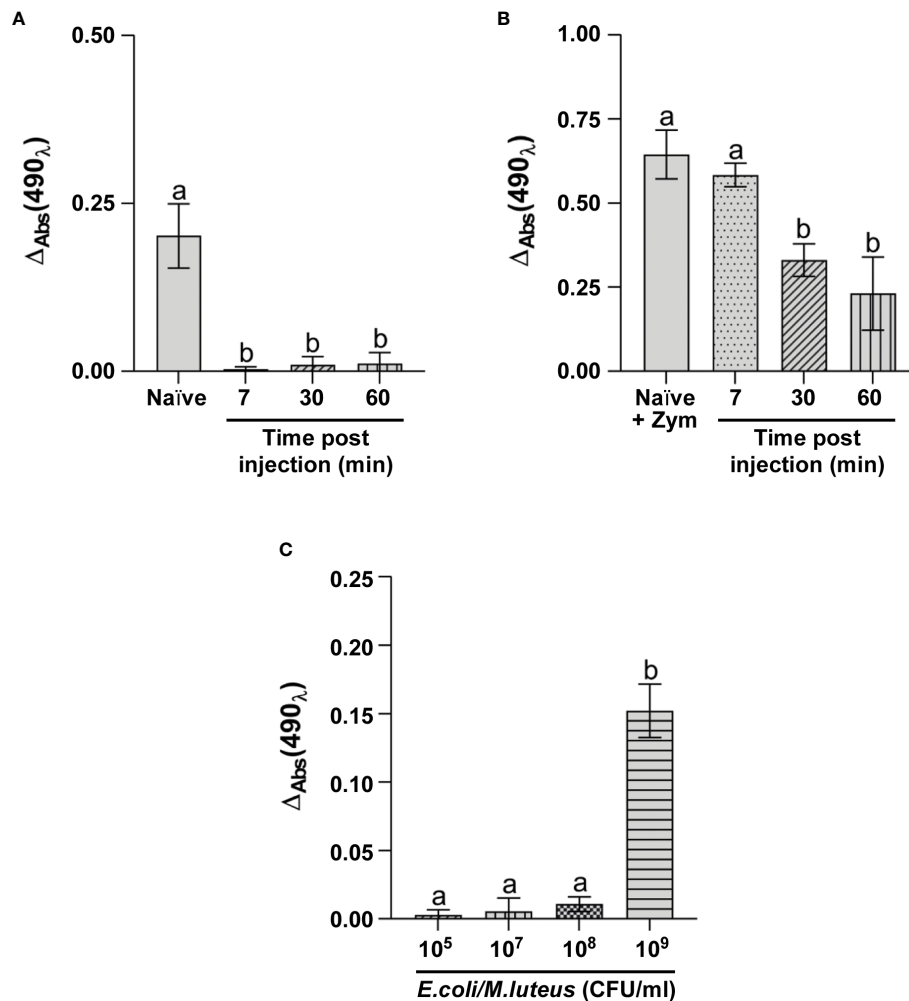 A
0.50
0.25
0.00
ΔAbs(490λ)
a
b
b
b
Naïve
7
30
60
Time post
injection (min)
B
1.00
0.75
0.50
0.25
0.00
ΔAbs(490λ)
a
a
b
b
Naïve
+ Zym
7
30
60
Time post
injection (min)
C
0.25
0.20
0.15
0.10
0.05
0.00
ΔAbs(490λ)
a
a
a
b
10⁵
10⁷
10⁸
10⁹
E.coli/M.luteus (CFU/ml)